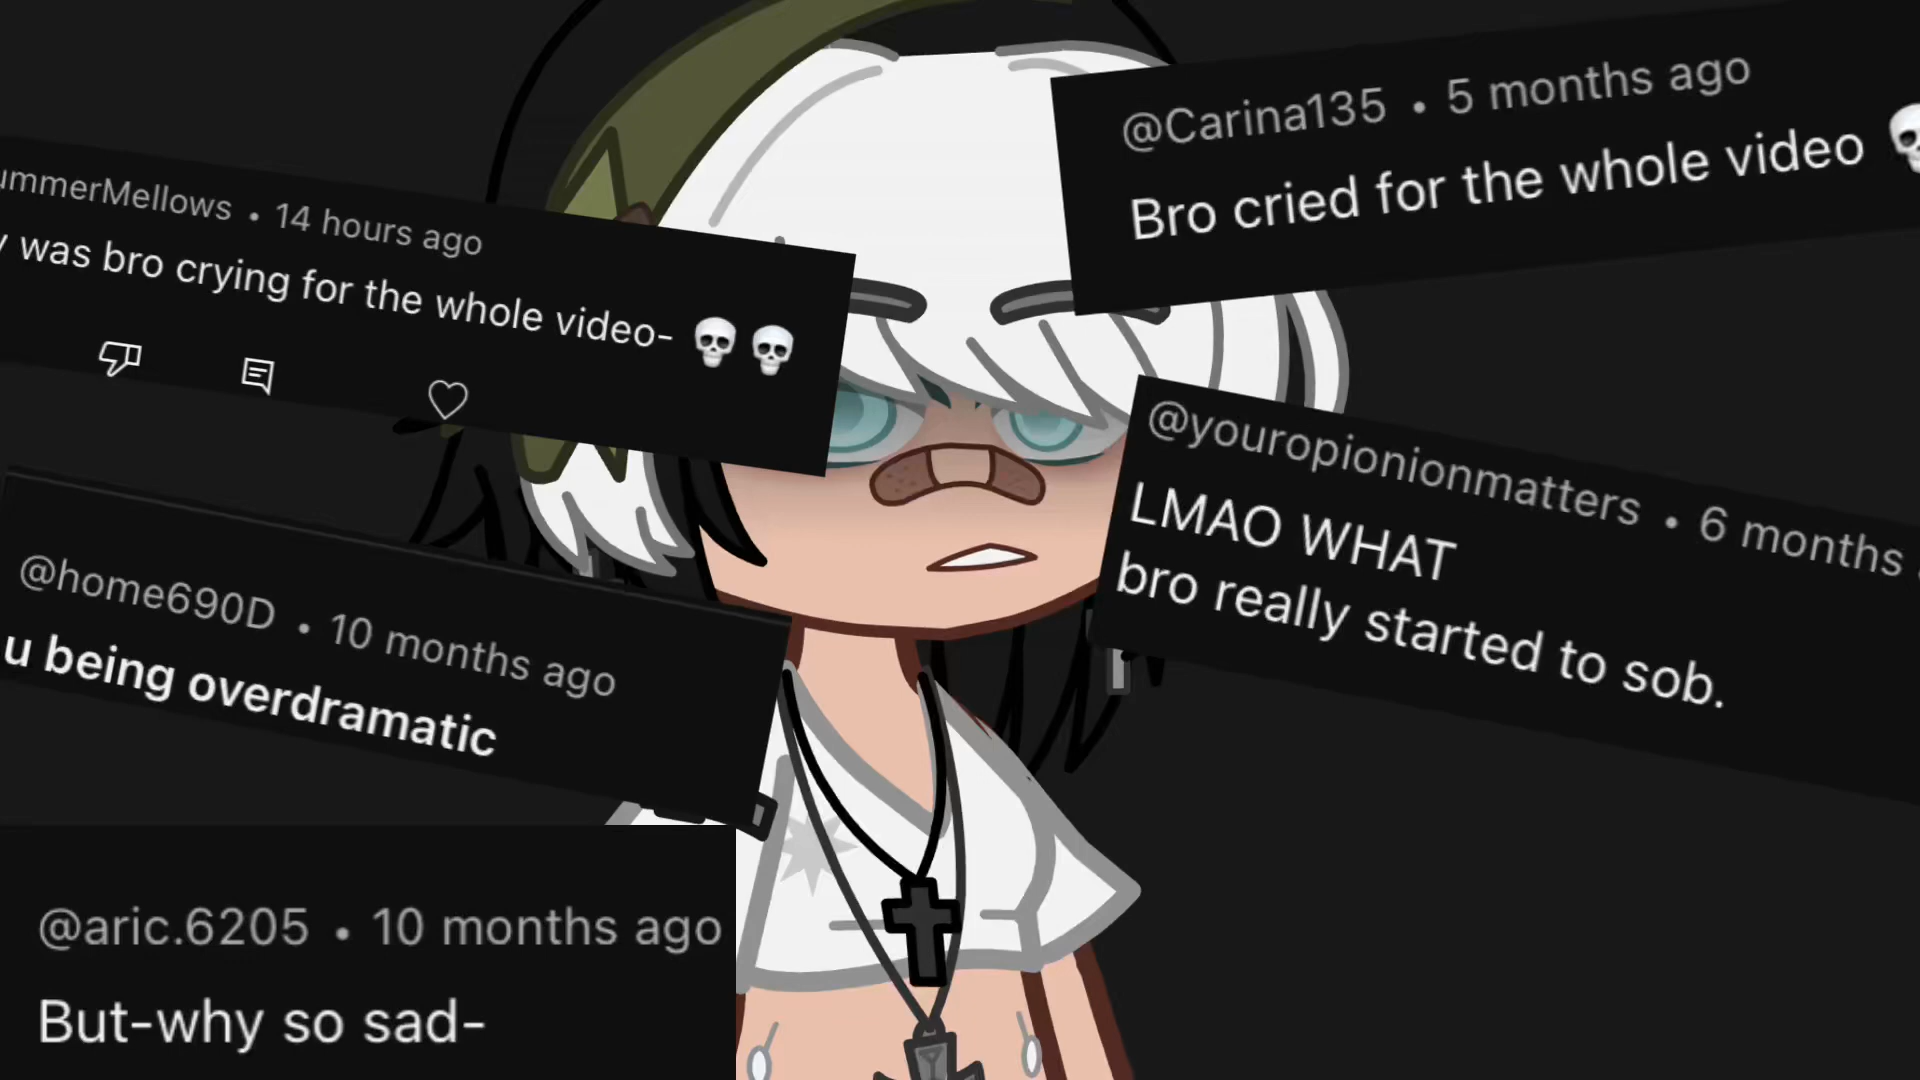 @Carina135 • 5 months ago
Bro cried for the whole video 💀
ummerMellows • 14 hours ago
was bro crying for the whole video- 💀💀
@youropionionmatters • 6 months
LMAO WHAT
bro really started to sob.
@home690D • 10 months ago
u being overdramatic
@aric.6205 • 10 months ago
But-why so sad-